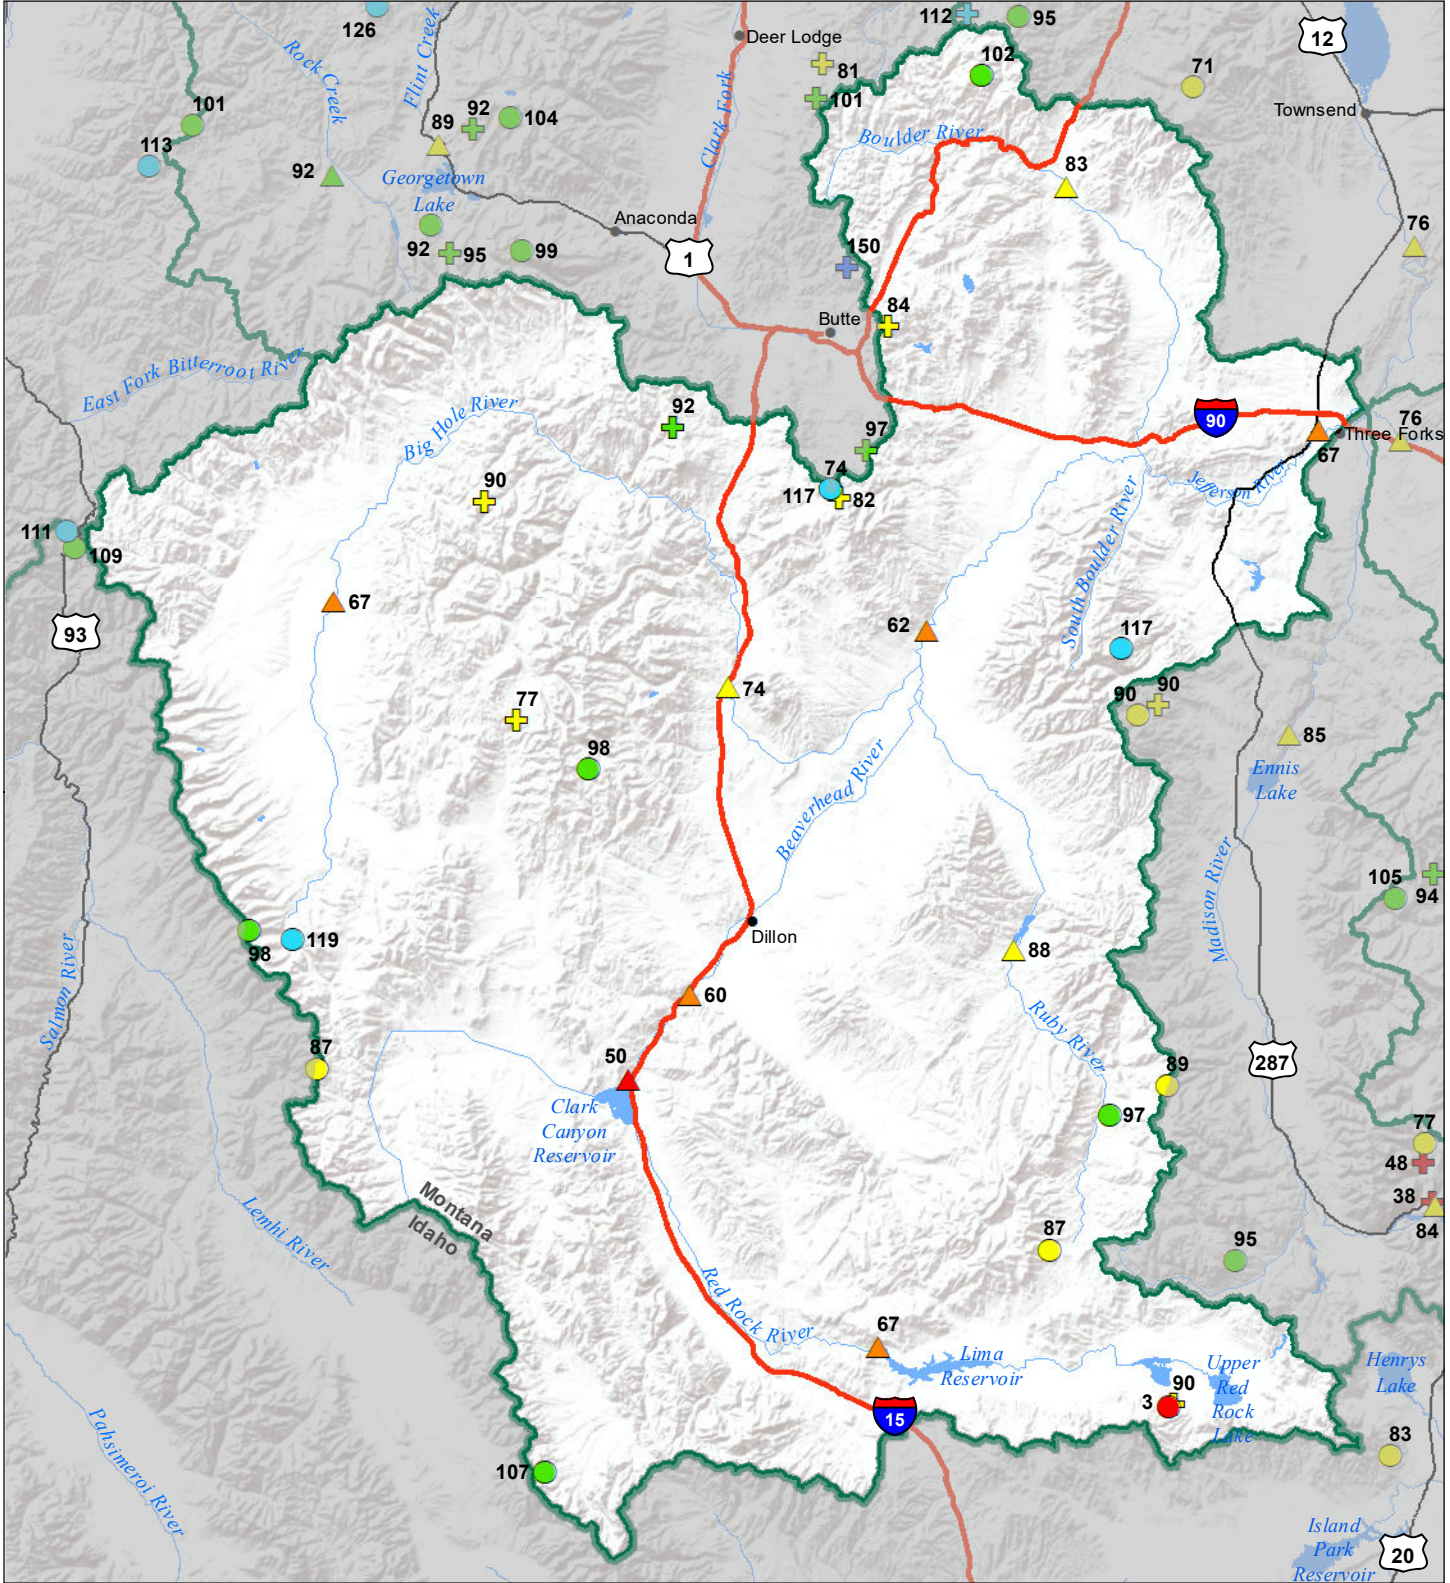 126
Rock Creek
Flint Creek
Deer Lodge
112
95
12
81
102
71
101
Townsend
101
113
92
104
89
Clark Fork
Boulder River
83
92
Georgetown
Lake
Anaconda
76
1
92
95
99
150
84
Butte
East Fork Bitterroot River
Big Hole River
92
90
76
Three Forks
97
67
74
90
117
82
Jefferson River
111
109
South Boulder River
67
62
93
117
74
90
90
77
85
98
Ennis
Lake
Beaverhead River
Madison River
105
94
Dillon
98
119
88
Salmon River
60
Ruby River
50
87
89
287
Clark
Canyon
Reservoir
97
77
48
38
84
Montana
Idaho
Lemhi River
87
95
Red Rock River
67
Lima
Reservoir
Upper
Red
Rock
Lake
Henrys
Lake
90
3
15
83
Pahsimeroi River
107
Island
Park
Reservoir
20